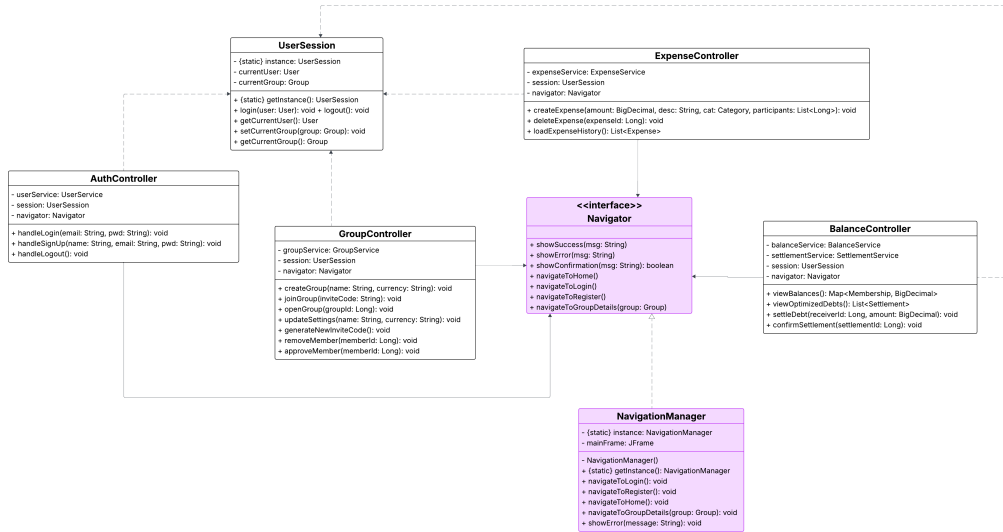 UserSession
- {static} instance: UserSession
- currentUser: User
- currentGroup: Group
+ {static} getInstance(): UserSession
+ login(user: User): void + logout(): void
+ getCurrentUser(): User
+ setCurrentGroup(group: Group): void
+ getCurrentGroup(): Group
ExpenseController
- expenseService: ExpenseService
- session: UserSession
- navigator: Navigator
+ createExpense(amount: BigDecimal, desc: String, cat: Category, participants: List<Long>): void
+ deleteExpense(expenseId: Long): void
+ loadExpenseHistory(): List<Expense>
AuthController
- userService: UserService
- session: UserSession
- navigator: Navigator
+ handleLogin(email: String, pwd: String): void
+ handleSignUp(name: String, email: String, pwd: String): void
+ handleLogout(): void
GroupController
- groupService: GroupService
- session: UserSession
- navigator: Navigator
+ createGroup(name: String, currency: String): void
+ joinGroup(inviteCode: String): void
+ openGroup(groupId: Long): void
+ updateSettings(name: String, currency: String): void
+ generateNewInviteCode(): void
+ removeMember(memberId: Long): void
+ approveMember(memberId: Long): void
<<interface>>
Navigator
+ showSuccess(msg: String)
+ showError(msg: String)
+ showConfirmation(msg: String): boolean
+ navigateToHome()
+ navigateToLogin()
+ navigateToRegister()
+ navigateToGroupDetails(group: Group)
BalanceController
- balanceService: BalanceService
- settlementService: SettlementService
- session: UserSession
- navigator: Navigator
+ viewBalances(): Map<Membership, BigDecimal>
+ viewOptimizedDebts(): List<Settlement>
+ settleDebt(receiverId: Long, amount: BigDecimal): void
+ confirmSettlement(settlementId: Long): void
NavigationManager
- {static} instance: NavigationManager
- mainFrame: JFrame
- NavigationManager()
+ {static} getInstance(): NavigationManager
+ navigateToLogin(): void
+ navigateToRegister(): void
+ navigateToHome(): void
+ navigateToGroupDetails(group: Group): void
+ showError(message: String): void